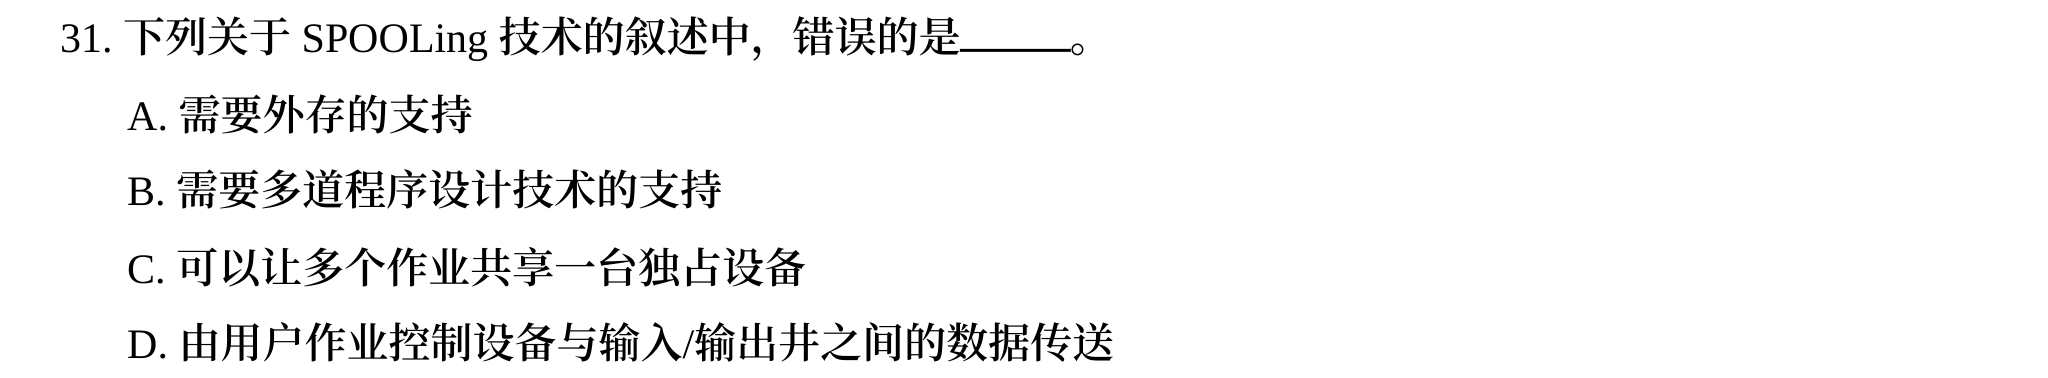 31. 下列关于 SPOOLing 技术的叙述中，错误的是_____。
A. 需要外存的支持
B. 需要多道程序设计技术的支持
C. 可以让多个作业共享一台独占设备
D. 由用户作业控制设备与输入/输出井之间的数据传送